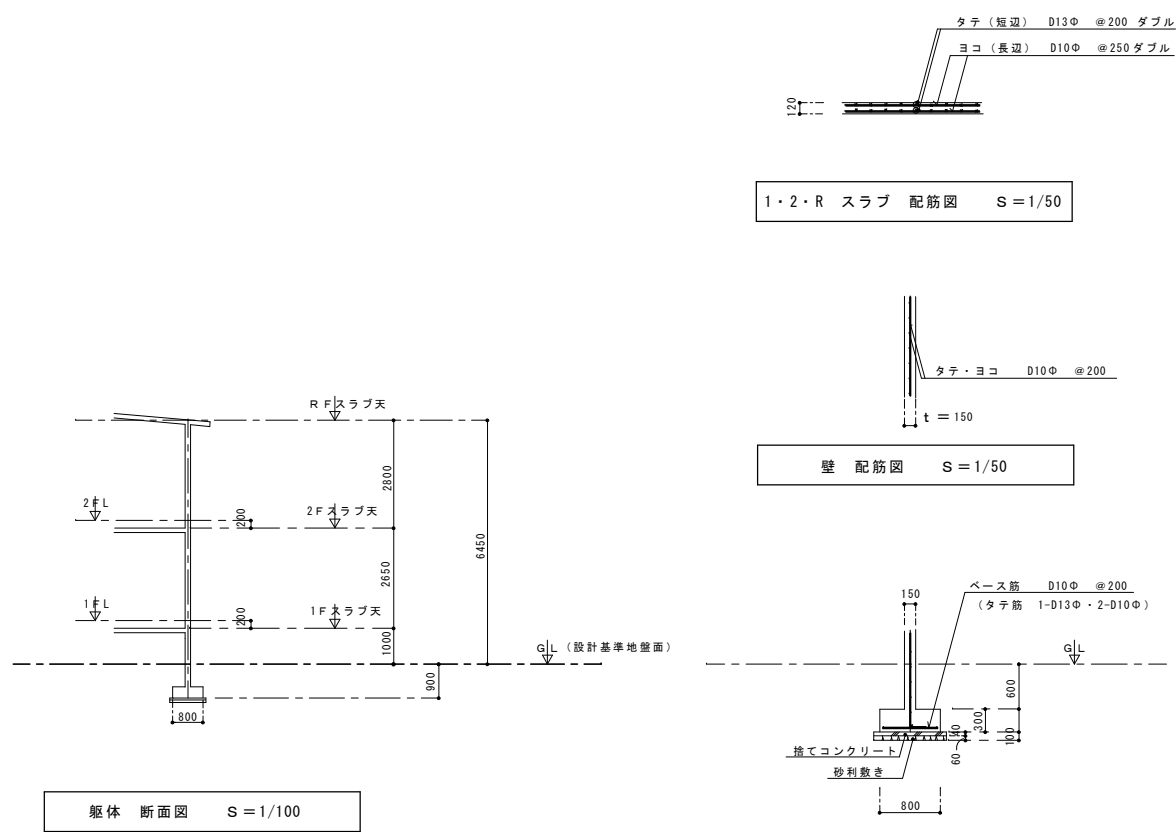 タテ（短辺） D13Φ ＠200 ダブル
ヨコ（長辺） D10Φ ＠250ダブル
120
1・2・R スラブ 配筋図 S＝1/50
タテ・ヨコ D10Φ ＠200
t ＝150
壁 配筋図 S＝1/50
RFスラブ天
2800
2FL
200
2Fスラブ天
6450
2650
1FL
200
1Fスラブ天
1000
GL（設計基準地盤面）
900
800
躯体 断面図 S＝1/100
ベース筋 D10Φ ＠200
（タテ筋 1-D13Φ・2-D10Φ）
150
GL
600
300
40
100
60
捨てコンクリート
砂利敷き
800